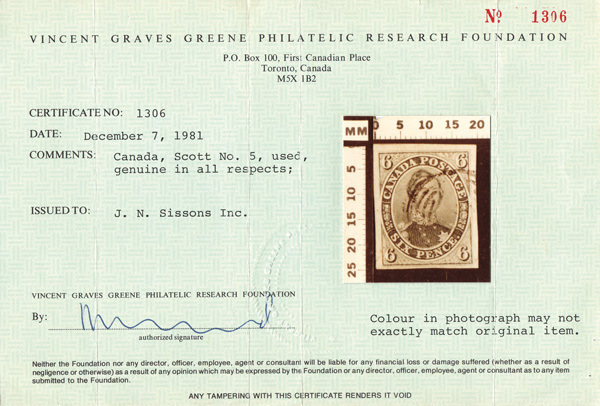 No 1306
VINCENT GRAVES GREENE PHILATELIC RESEARCH FOUNDATION
P.O. Box 100, First Canadian Place
Toronto, Canada
M5X 1B2
CERTIFICATE NO: 1306
DATE: December 7, 1981
COMMENTS: Canada, Scott No. 5, used,
genuine in all respects;
ISSUED TO: J. N. Sissons Inc.
MM 0 5 10 15 20
5 10 15 20 25
6 CANADA POSTAGE 6
6 SIX PENCE 6
VINCENT GRAVES GREENE PHILATELIC RESEARCH FOUNDATION
By:
authorized signature
Colour in photograph may not
exactly match original item.
Neither the Foundation nor any director, officer, employee, agent or consultant will be liable for any financial loss or damage suffered (whether as a result of
negligence or otherwise) as a result of any opinion which may be expressed by the Foundation or any director, officer, employee, agent or consultant as to any item
submitted to the Foundation.
ANY TAMPERING WITH THIS CERTIFICATE RENDERS IT VOID